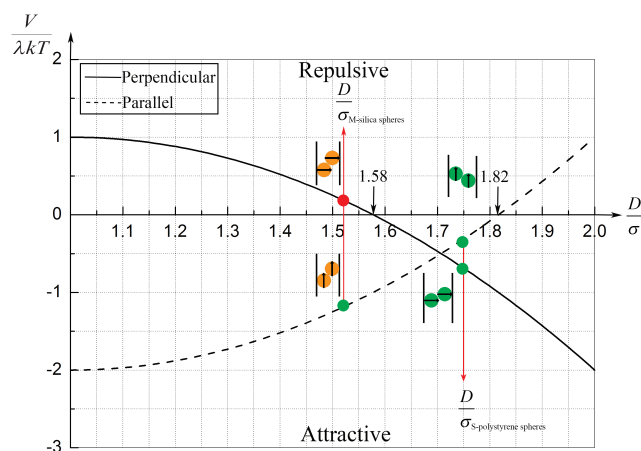 V
λkT
2
Perpendicular
Parallel
Repulsive
D
σ M-silica spheres
1
1.58
1.82
0
1.1
1.2
1.3
1.4
1.5
1.6
1.7
1.8
1.9
2.0
D
σ
-1
-2
D
σ S-polystyrene spheres
Attractive
-3